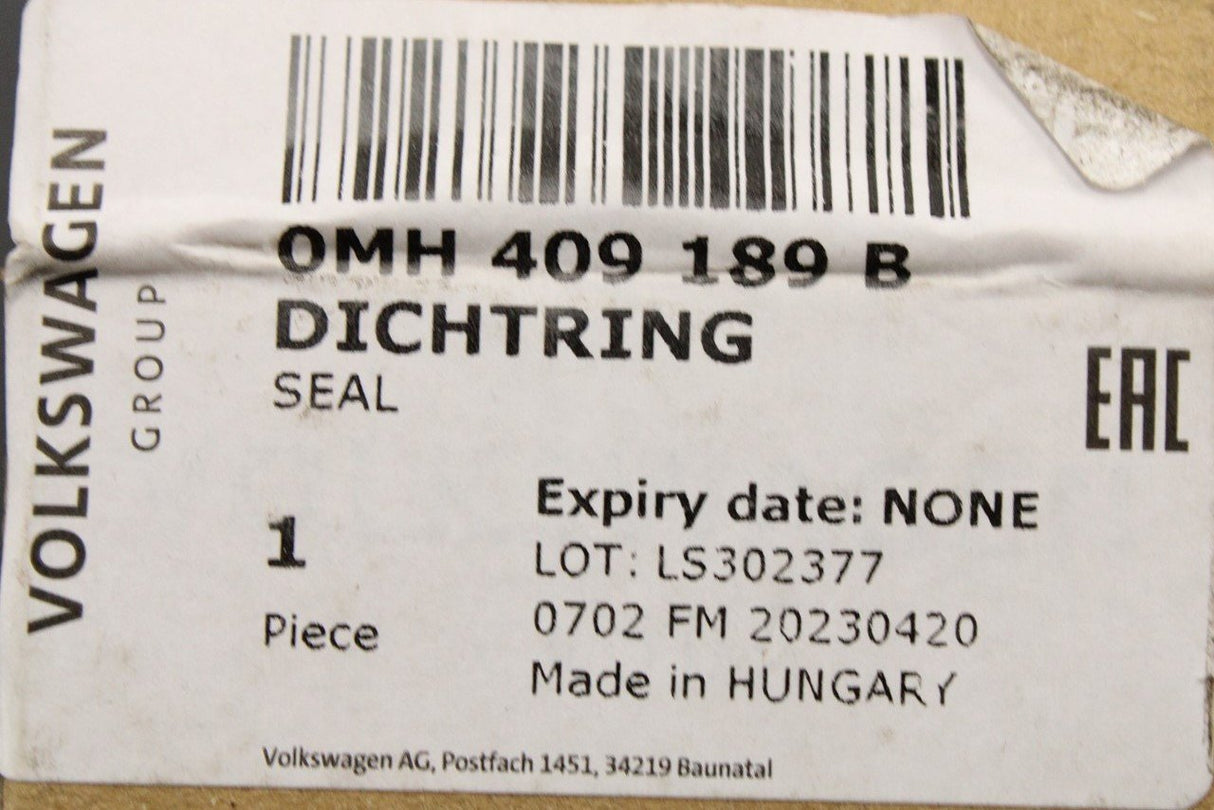 VOLKSWAGEN
GROUP
0MH 409 189 B
DICHTRING
SEAL
EAC
1
Piece
Expiry date: NONE
LOT: LS302377
0702 FM 20230420
Made in HUNGARY
Volkswagen AG, Postfach 1451, 34219 Baunatal